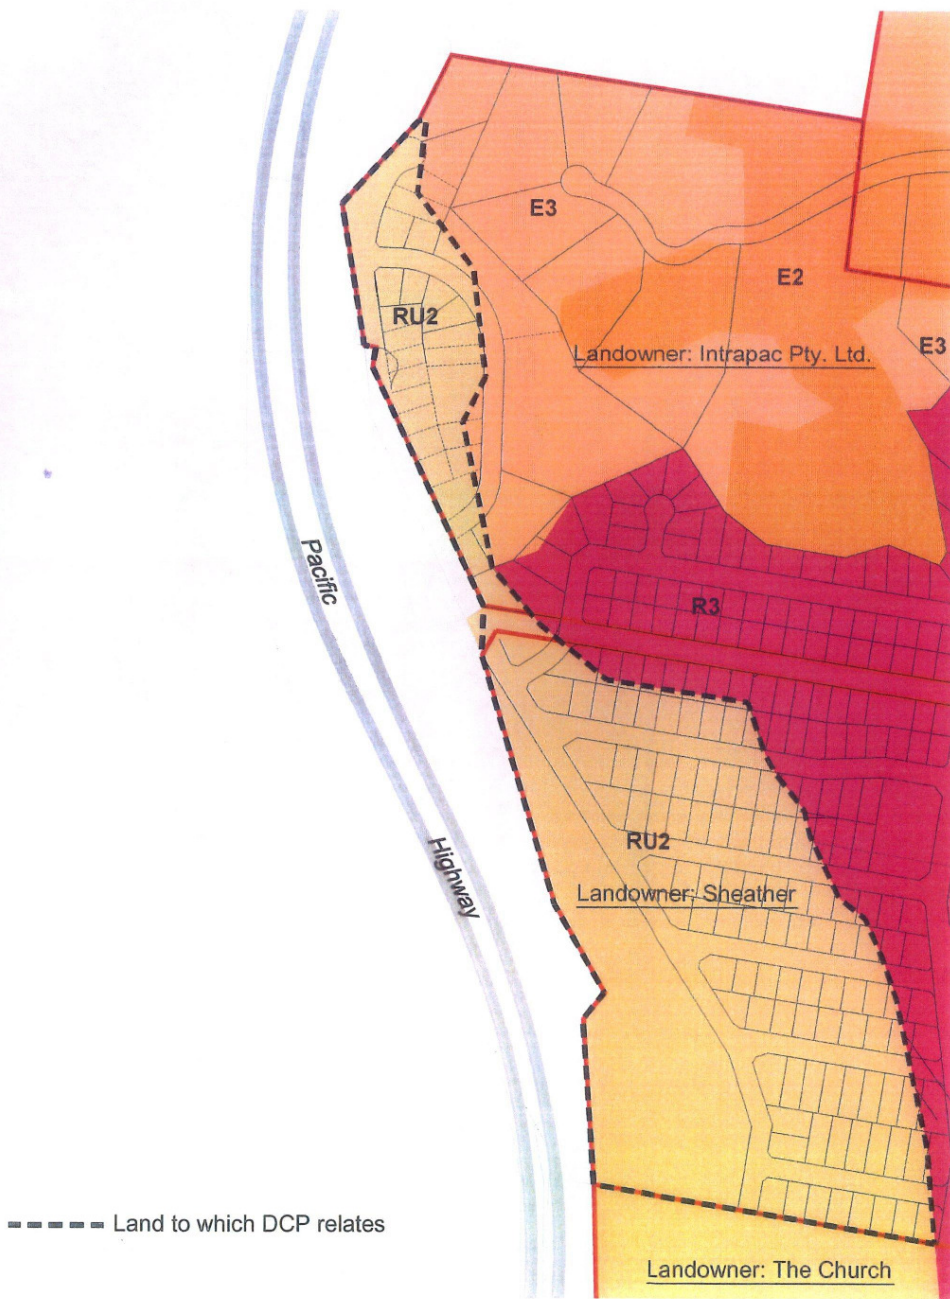 E3
E2
RU2
Landowner: Intrapac Pty. Ltd.
E3
Pacific
R3
Highway
RU2
Landowner: Sheather
Land to which DCP relates
Landowner: The Church